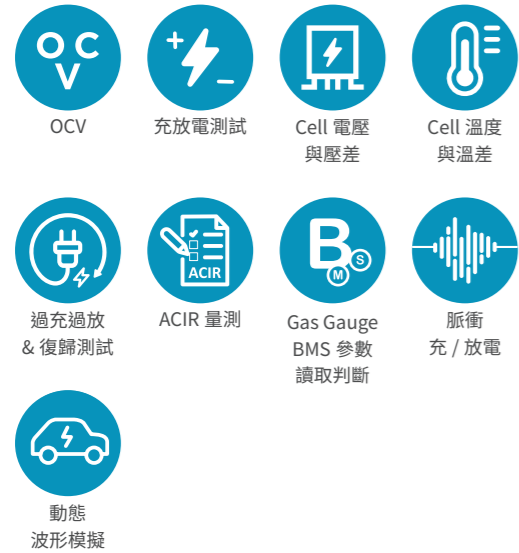 O C
V
OCV
充放電測試
Cell 電壓
與壓差
Cell 溫度
與溫差
過充過放
& 復歸測試
ACIR
ACIR 量測
B
M
S
Gas Gauge
BMS 參數
讀取判斷
脈衝
充 / 放電
動態
波形模擬